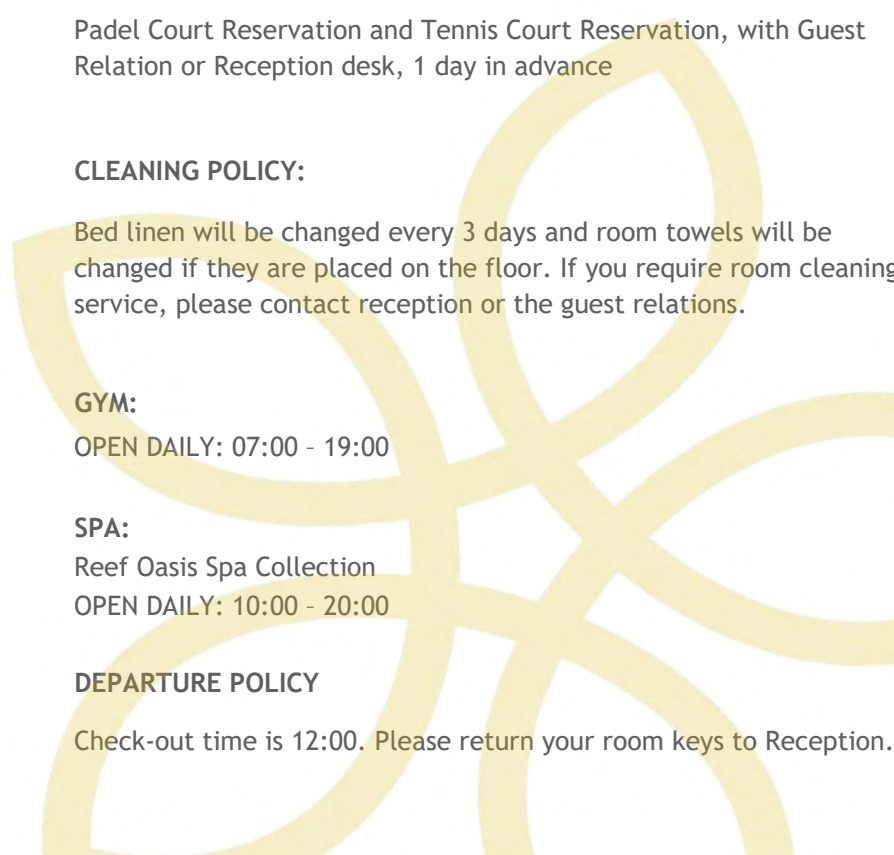 Padel Court Reservation and Tennis Court Reservation, with Guest
Relation or Reception desk, 1 day in advance
CLEANING POLICY:
Bed linen will be changed every 3 days and room towels will be
changed if they are placed on the floor. If you require room cleaning
service, please contact reception or the guest relations.
GYM:
OPEN DAILY: 07:00 – 19:00
SPA:
Reef Oasis Spa Collection
OPEN DAILY: 10:00 – 20:00
DEPARTURE POLICY
Check-out time is 12:00. Please return your room keys to Reception.